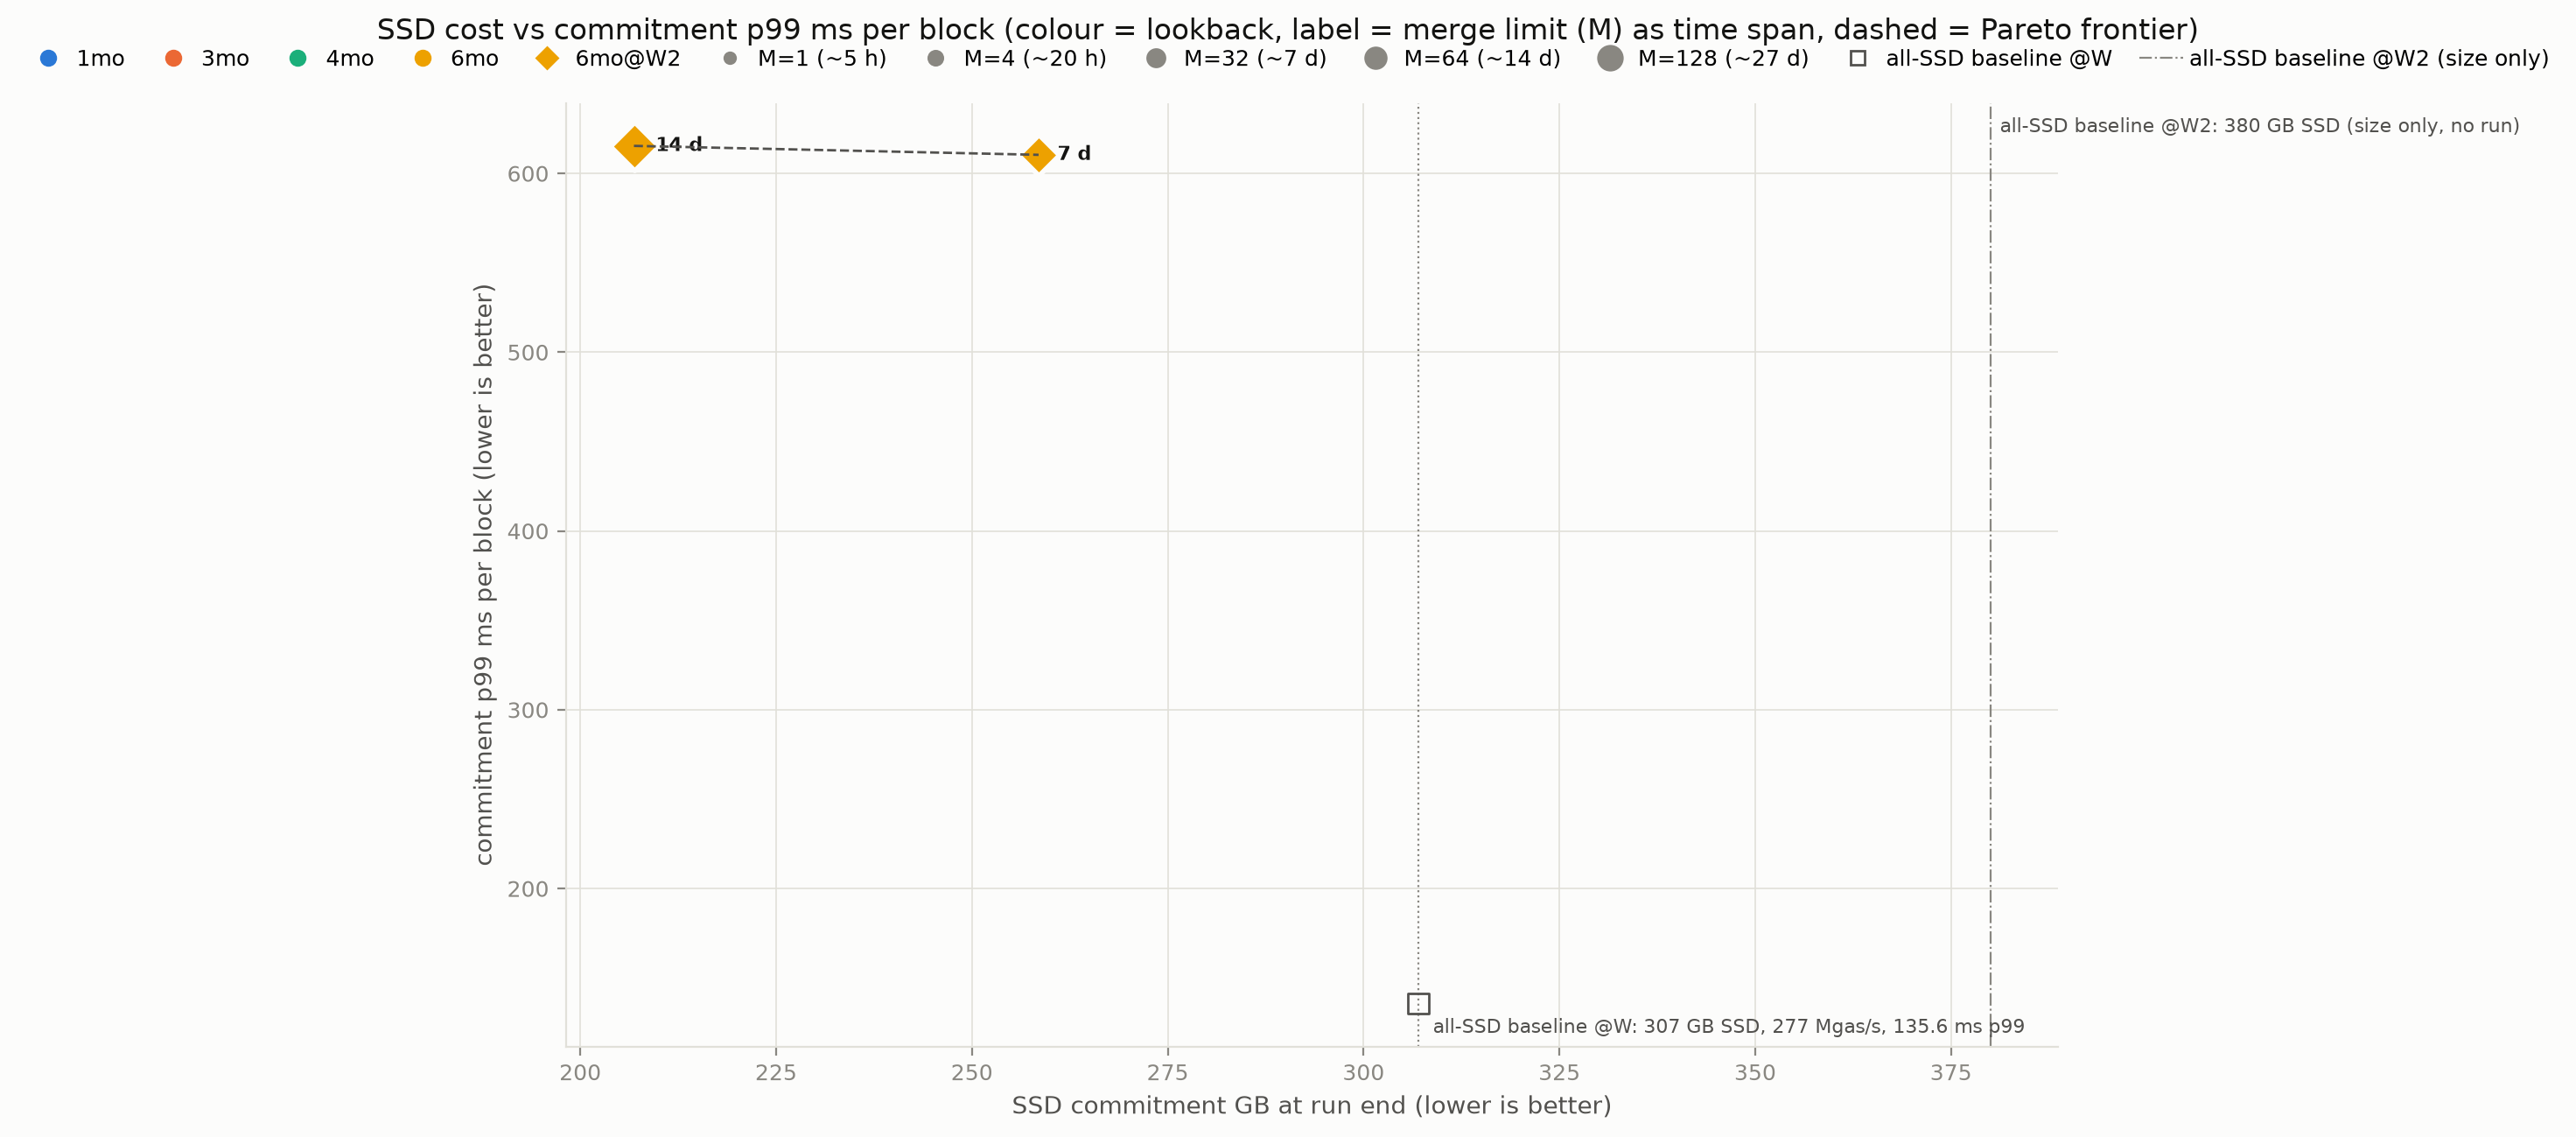 SSD cost vs commitment p99 ms per block (colour = lookback, label = merge limit (M) as time span, dashed = Pareto frontier)
1mo 3mo 4mo 6mo 6mo@W2 M=1 (~5 h) M=4 (~20 h) M=32 (~7 d) M=64 (~14 d) M=128 (~27 d) all-SSD baseline @W all-SSD baseline @W2 (size only)
all-SSD baseline @W2: 380 GB SSD (size only, no run)
14 d
7 d
600
500
400
300
200
commitment p99 ms per block (lower is better)
all-SSD baseline @W: 307 GB SSD, 277 Mgas/s, 135.6 ms p99
200 225 250 275 300 325 350 375
SSD commitment GB at run end (lower is better)